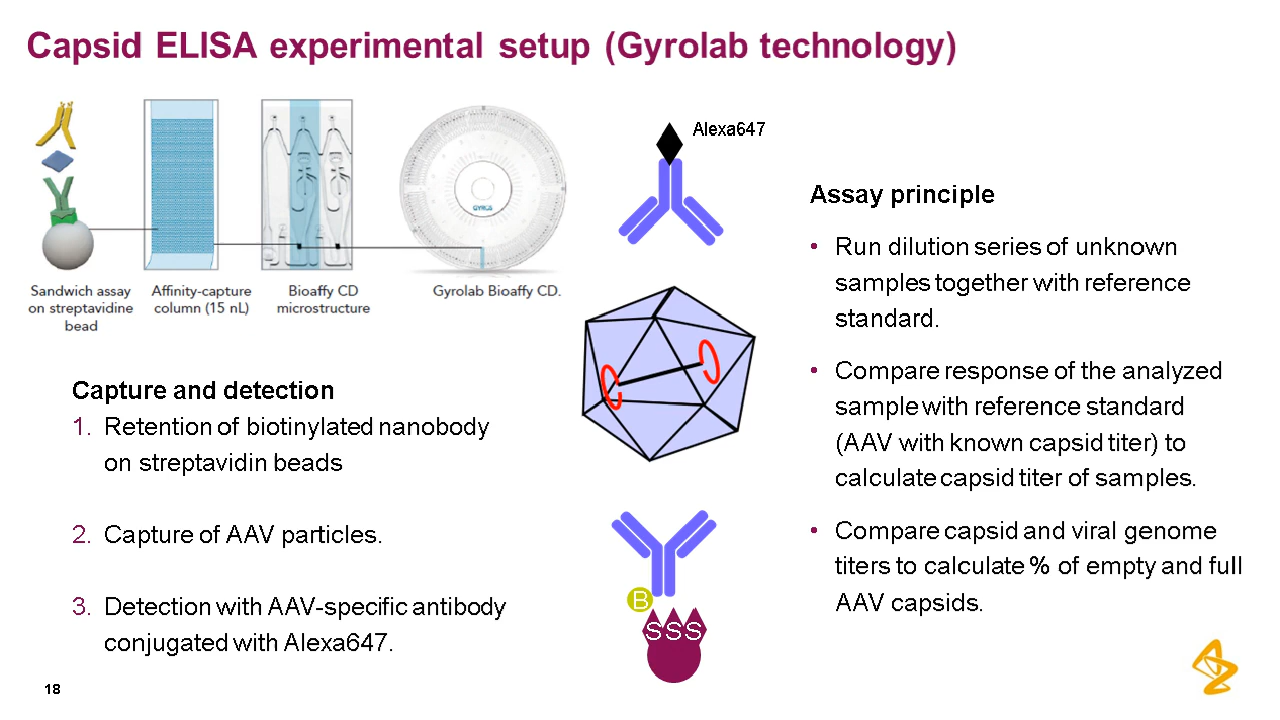 Capsid ELISA experimental setup (Gyrolab technology)
GYROS
Sandwich assay
on streptavidine
bead
Affinity-capture
column (15 nL)
Bioaffy CD
microstructure
Gyrolab Bioaffy CD.
Capture and detection
1. Retention of biotinylated nanobody
on streptavidin beads
2. Capture of AAV particles.
3. Detection with AAV-specific antibody
conjugated with Alexa647.
Alexa647
B
SSS
Assay principle
• Run dilution series of unknown
samples together with reference
standard.
• Compare response of the analyzed
sample with reference standard
(AAV with known capsid titer) to
calculate capsid titer of samples.
• Compare capsid and viral genome
titers to calculate % of empty and full
AAV capsids.
18